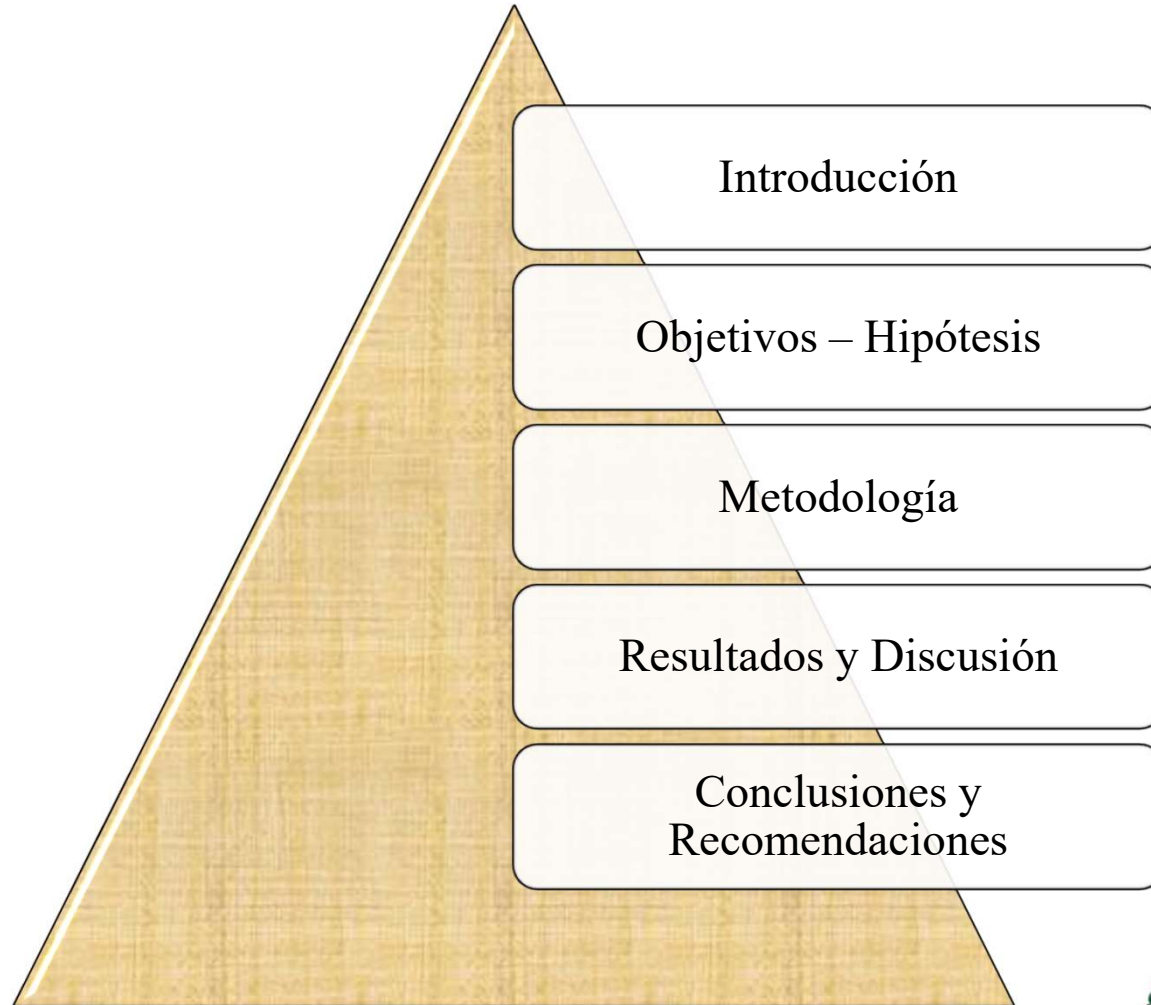 Introducción
Objetivos – Hipótesis
Metodología
Resultados y Discusión
Conclusiones y
Recomendaciones